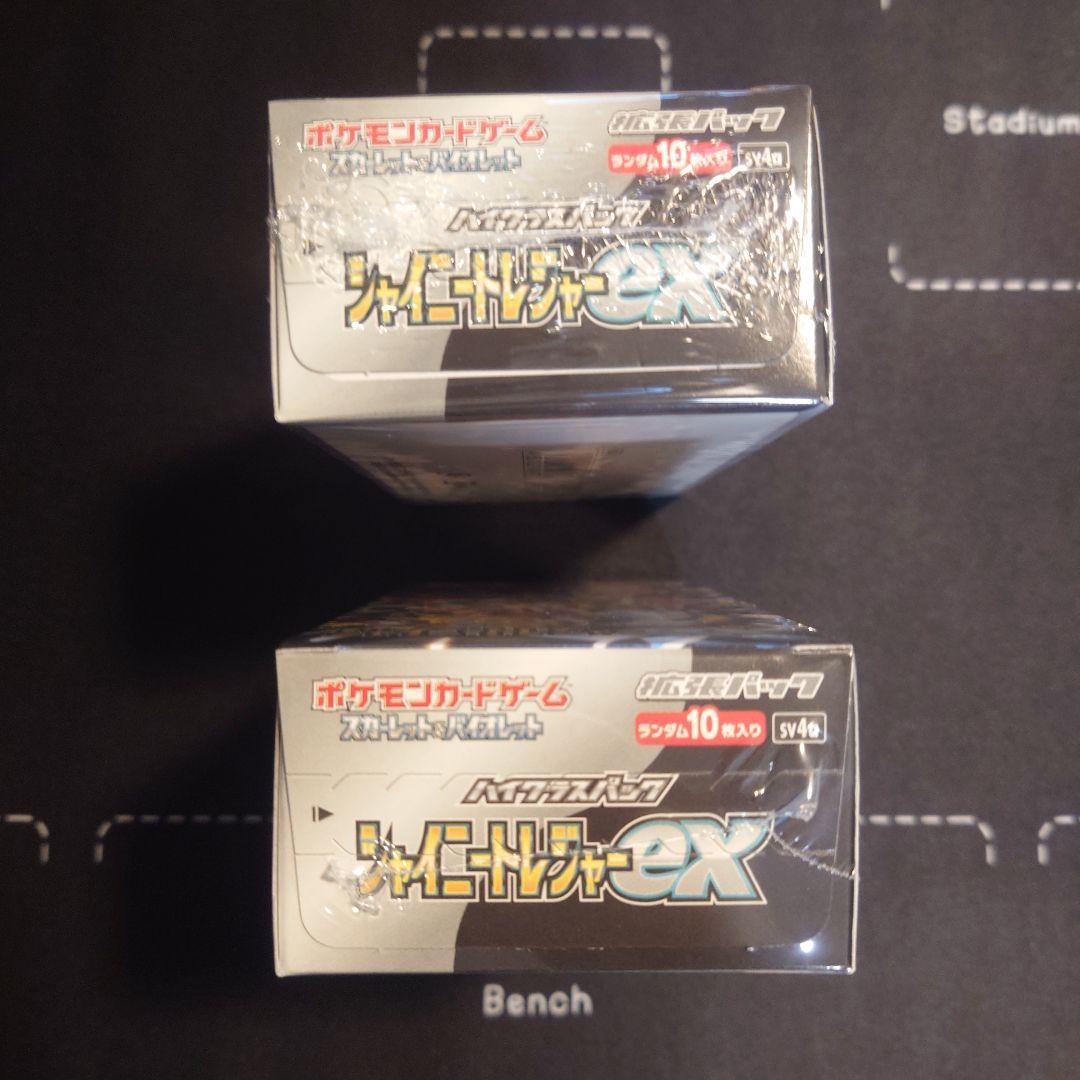 Stadium
ポケモンカードゲーム
スカーレット&バイオレット
拡張パック
ランダム10枚入り
SV4a
ハイクラスパック
シャイニートレジャーex
ポケモンカードゲーム
スカーレット&バイオレット
拡張パック
ランダム10枚入り
SV4a
ハイクラスパック
シャイニートレジャーex
Bench